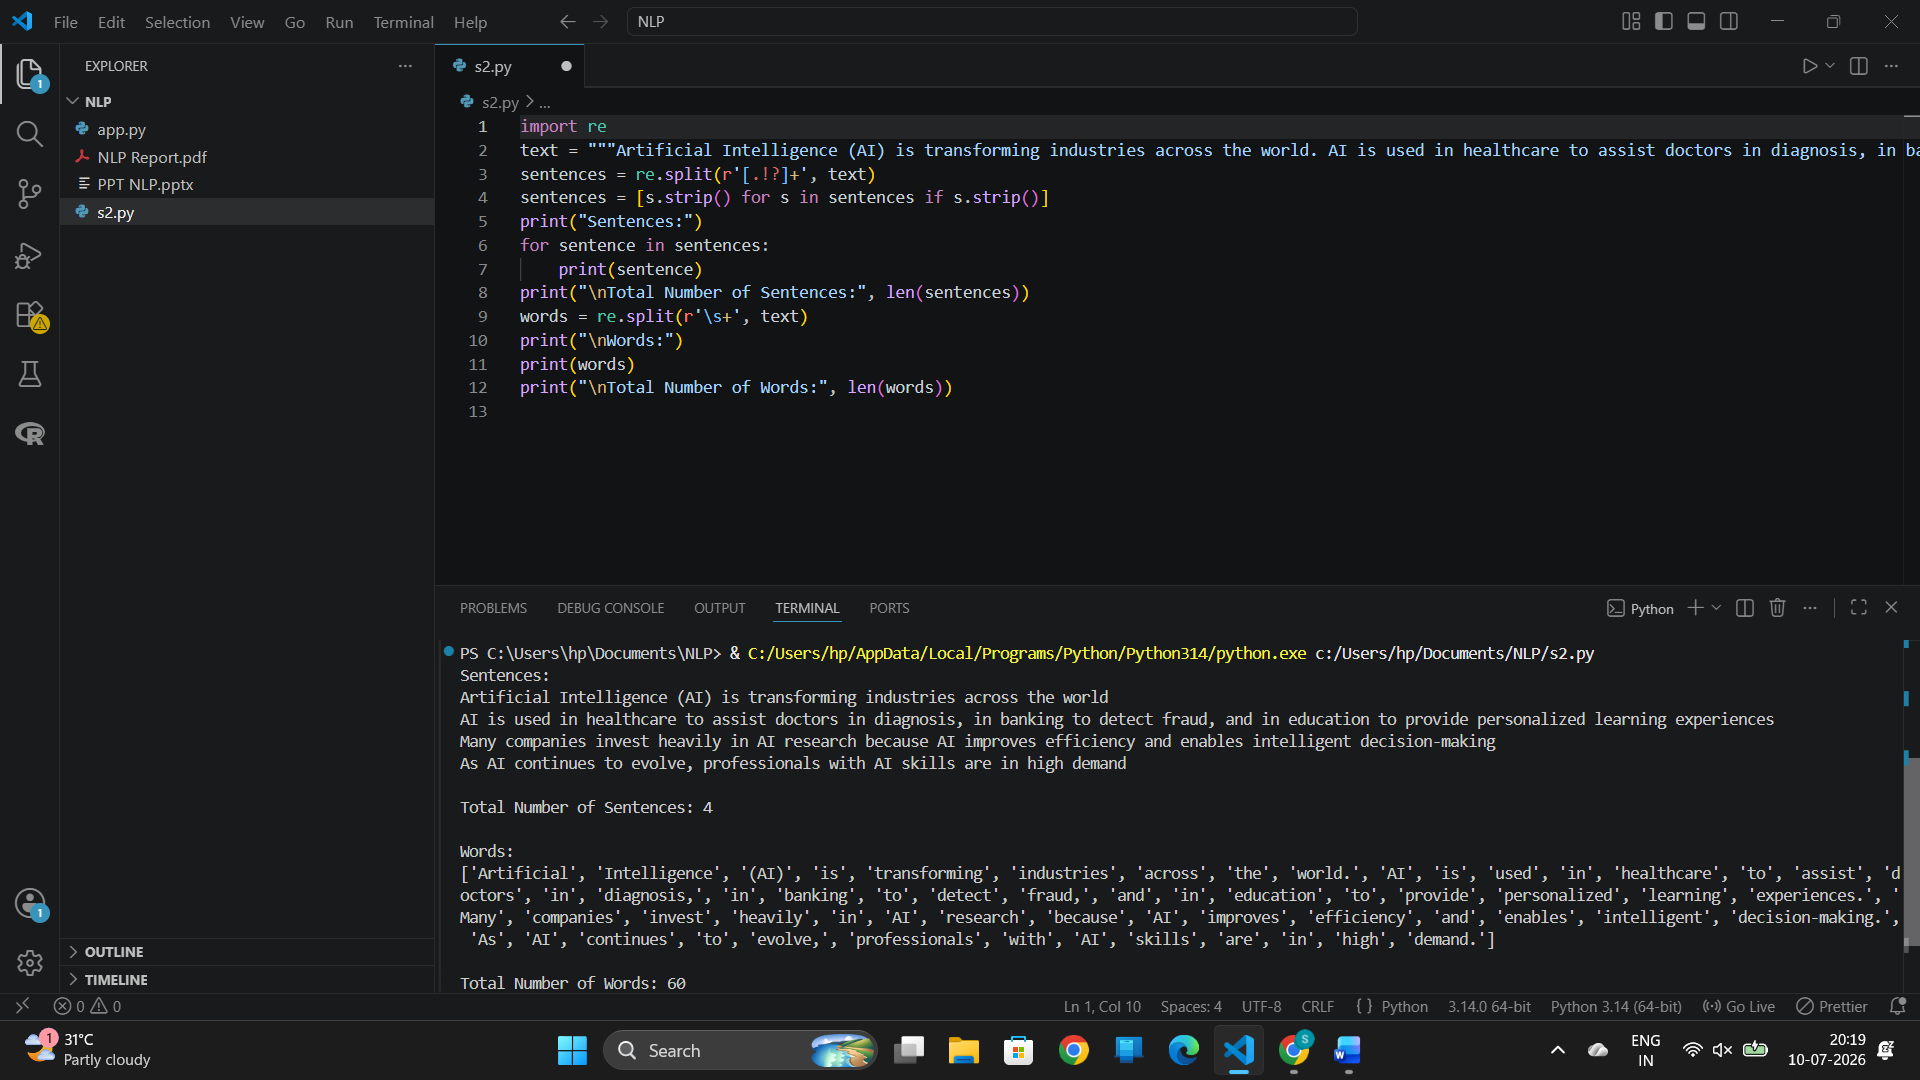 File Edit Selection View Go Run Terminal Help
NLP
EXPLORER
NLP
app.py
NLP Report.pdf
PPT NLP.pptx
s2.py
OUTLINE
TIMELINE
1
1
s2.py
s2.py > ...
1 import re
2 text = """Artificial Intelligence (AI) is transforming industries across the world. AI is used in healthcare to assist doctors in diagnosis, in ba
3 sentences = re.split(r'[.!?]+', text)
4 sentences = [s.strip() for s in sentences if s.strip()]
5 print("Sentences:")
6 for sentence in sentences:
7     print(sentence)
8 print("\nTotal Number of Sentences:", len(sentences))
9 words = re.split(r'\s+', text)
10 print("\nWords:")
11 print(words)
12 print("\nTotal Number of Words:", len(words))
13
PROBLEMS DEBUG CONSOLE OUTPUT TERMINAL PORTS
Python
PS C:\Users\hp\Documents\NLP> & C:/Users/hp/AppData/Local/Programs/Python/Python314/python.exe c:/Users/hp/Documents/NLP/s2.py
Sentences:
Artificial Intelligence (AI) is transforming industries across the world
AI is used in healthcare to assist doctors in diagnosis, in banking to detect fraud, and in education to provide personalized learning experiences
Many companies invest heavily in AI research because AI improves efficiency and enables intelligent decision-making
As AI continues to evolve, professionals with AI skills are in high demand
Total Number of Sentences: 4
Words:
['Artificial', 'Intelligence', '(AI)', 'is', 'transforming', 'industries', 'across', 'the', 'world.', 'AI', 'is', 'used', 'in', 'healthcare', 'to', 'assist', 'd
octors', 'in', 'diagnosis,', 'in', 'banking', 'to', 'detect', 'fraud,', 'and', 'in', 'education', 'to', 'provide', 'personalized', 'learning', 'experiences.', '
Many', 'companies', 'invest', 'heavily', 'in', 'AI', 'research', 'because', 'AI', 'improves', 'efficiency', 'and', 'enables', 'intelligent', 'decision-making.',
 'As', 'AI', 'continues', 'to', 'evolve,', 'professionals', 'with', 'AI', 'skills', 'are', 'in', 'high', 'demand.']
Total Number of Words: 60
0 0
Ln 1, Col 10 Spaces: 4 UTF-8 CRLF { } Python 3.14.0 64-bit Python 3.14 (64-bit) Go Live Prettier
1
31°C
Partly cloudy
Search
S
W
ENG
IN
20:19
10-07-2026